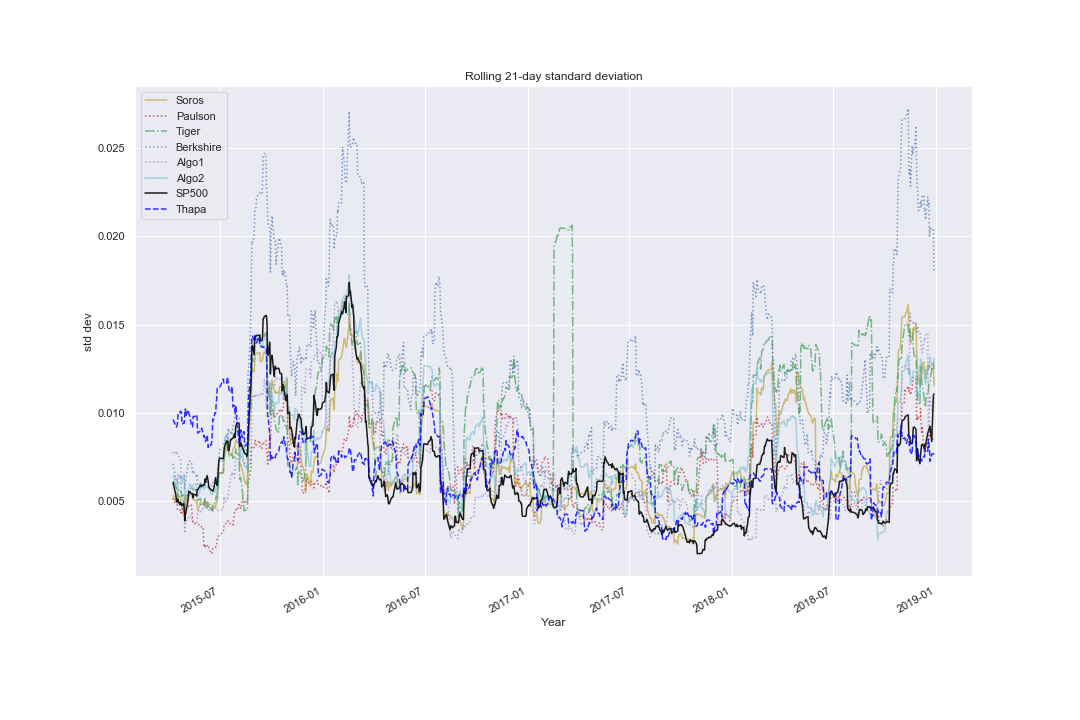 Rolling 21-day standard deviation
Soros
Paulson
Tiger
Berkshire
Algo1
Algo2
SP500
Thapa
0.025
0.020
0.015
0.010
0.005
std dev
2015-07
2016-01
2016-07
2017-01
2017-07
2018-01
2018-07
2019-01
Year